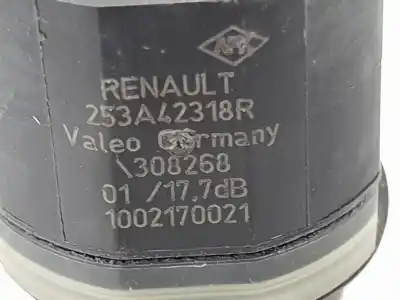 RENAULT
253A42318R
Valeo Germany
\308268
01 /17,7dB
1002170021